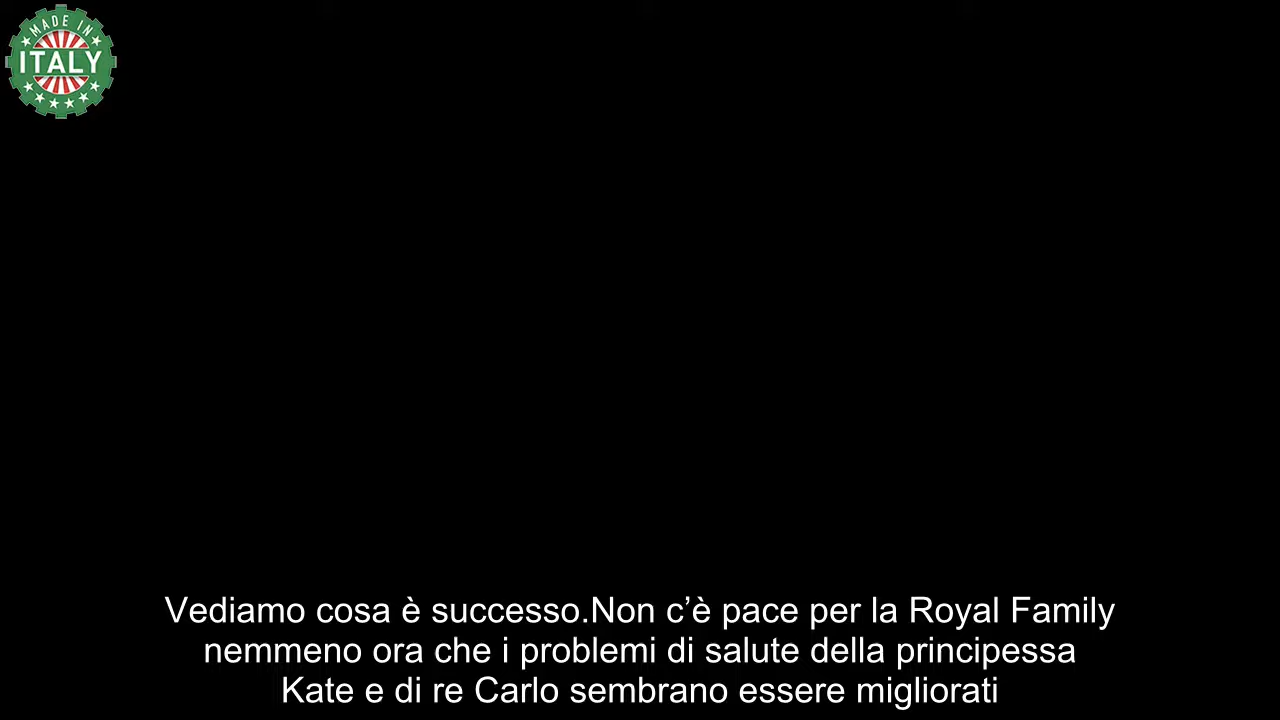 MADE IN
ITALY
Vediamo cosa è successo.Non c’è pace per la Royal Family
nemmeno ora che i problemi di salute della principessa
Kate e di re Carlo sembrano essere migliorati